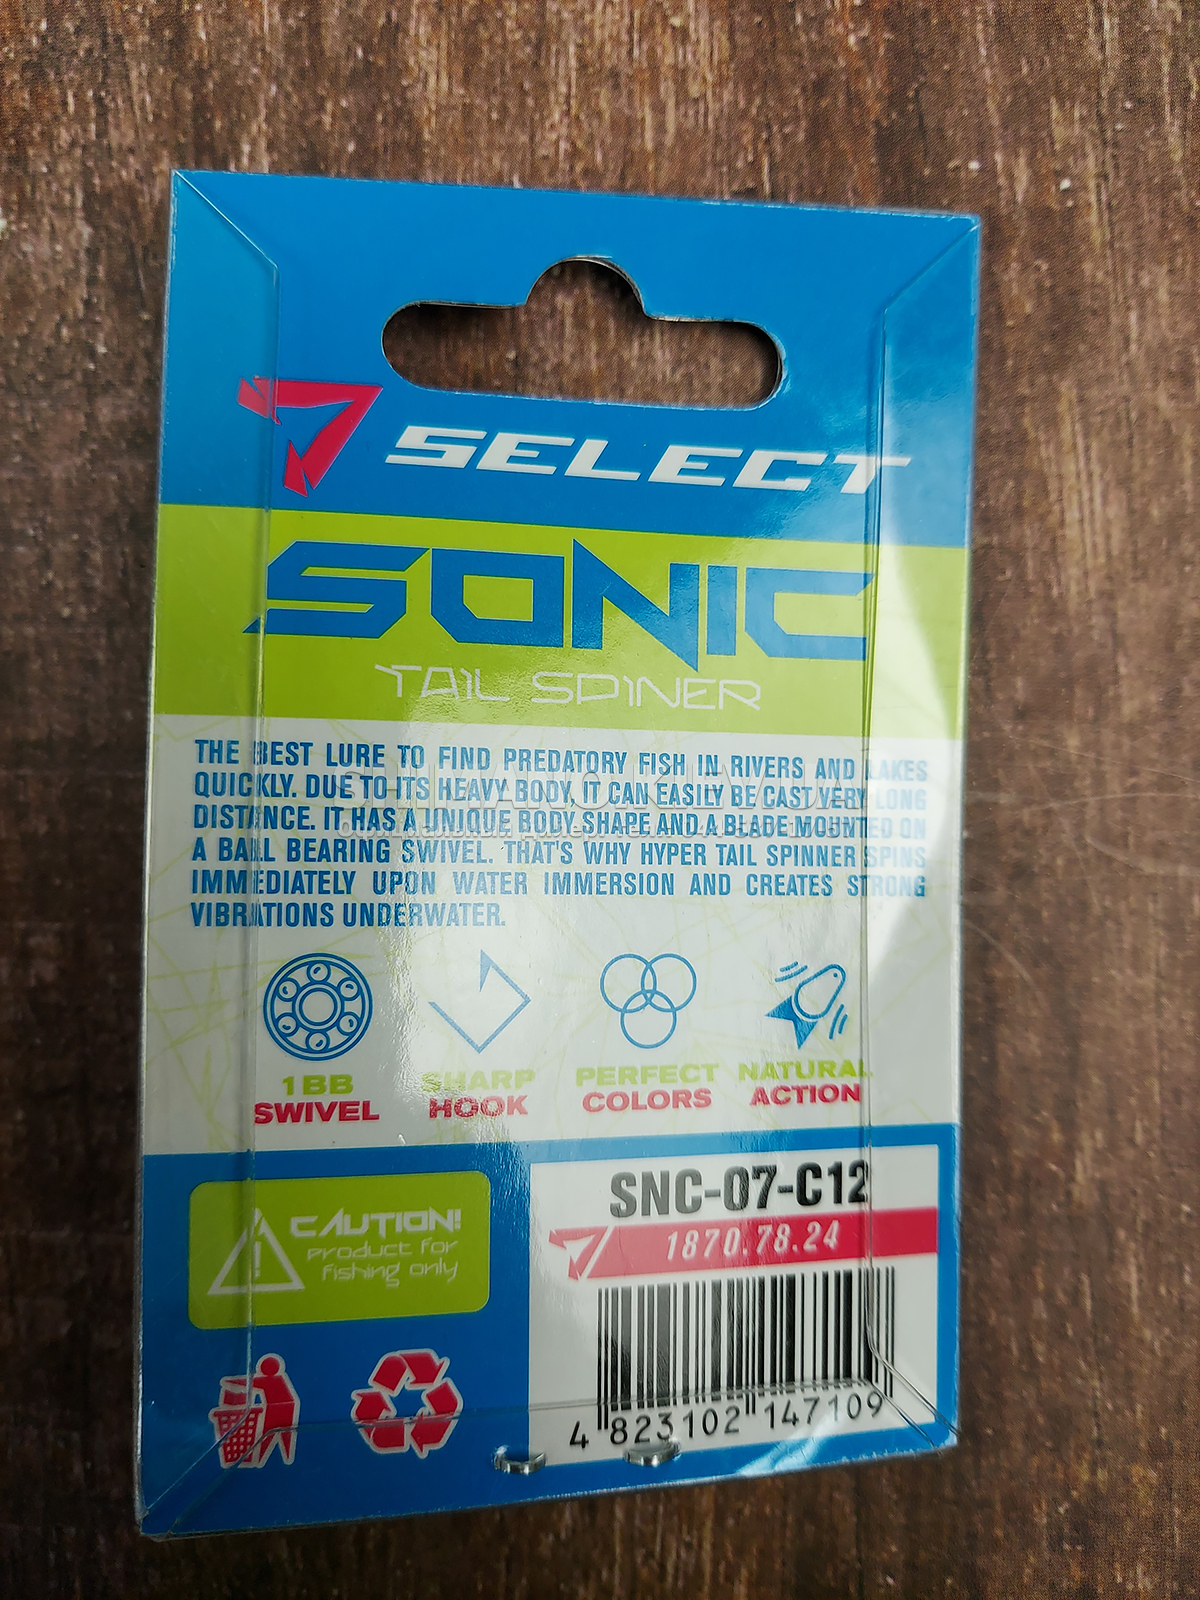 SELECT
SONIC
TAIL SPINER
THE BEST LURE TO FIND PREDATORY FISH IN RIVERS AND LAKES
QUICKLY. DUE TO ITS HEAVY BODY, IT CAN EASILY BE CAST VERY LONG
DISTANCE. IT HAS A UNIQUE BODY SHAPE AND A BLADE MOUNTED ON
A BALL BEARING SWIVEL. THAT'S WHY HYPER TAIL SPINNER SPINS
IMMEDIATELY UPON WATER IMMERSION AND CREATES STRONG
VIBRATIONS UNDERWATER.
1BB
SWIVEL
SHARP
HOOK
PERFECT
COLORS
NATURAL
ACTION
CAUTION!
product for
fishing only
SNC-07-C12
1870.78.24
4 823102 147109